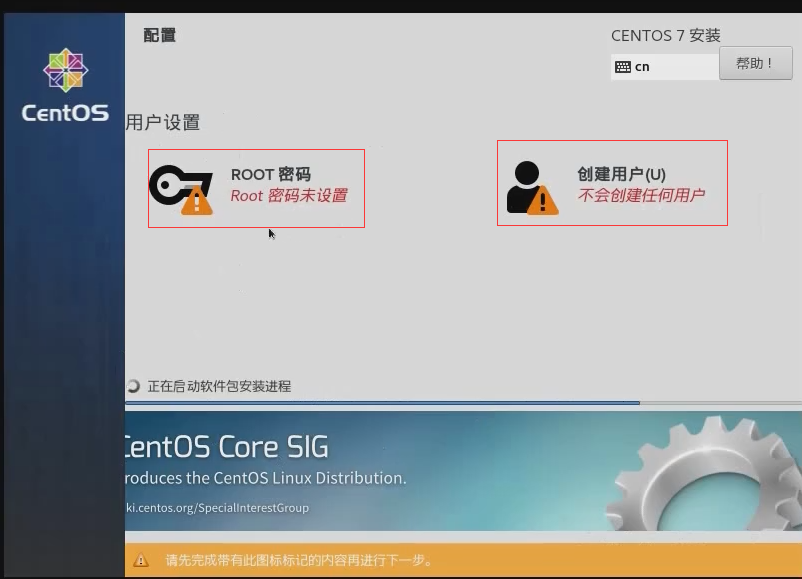 配置
CENTOS 7 安装
cn
帮助！
CentOS
用户设置
ROOT 密码
Root 密码未设置
创建用户(U)
不会创建任何用户
正在启动软件包安装进程
CentOS Core SIG
roduces the CentOS Linux Distribution.
ki.centos.org/SpecialInterestGroup
请先完成带有此图标标记的内容再进行下一步。